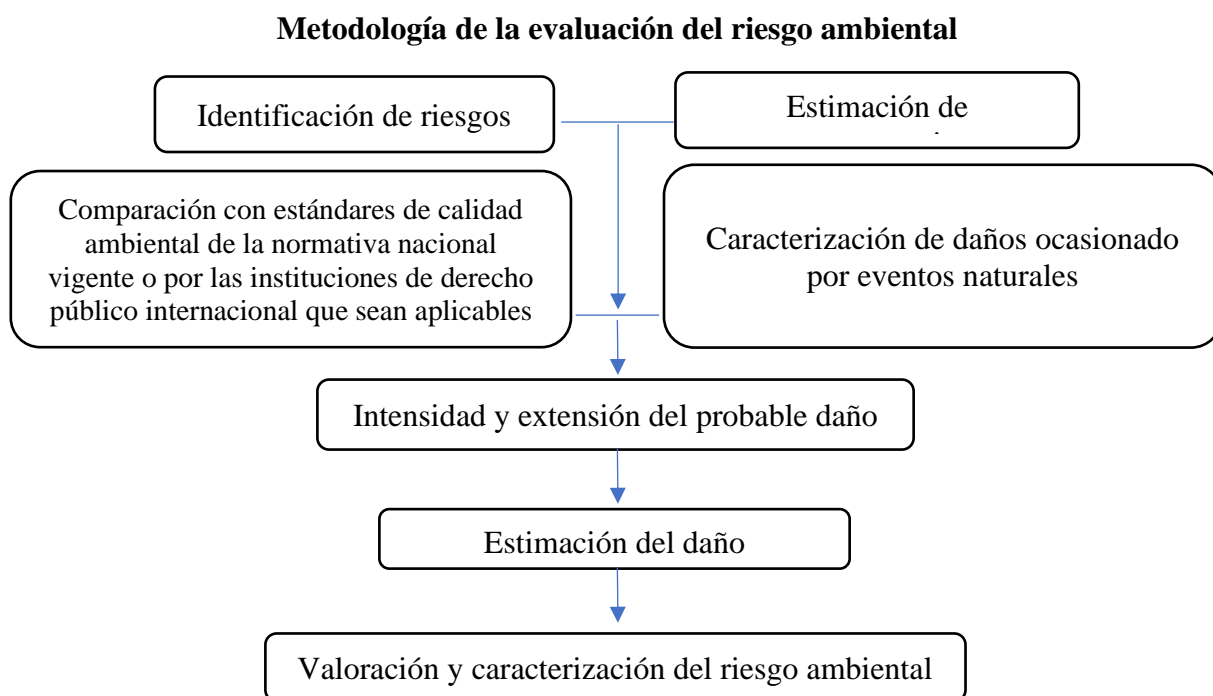 Metodología de la evaluación del riesgo ambiental
Identificación de riesgos
Estimación de
Comparación con estándares de calidad
ambiental de la normativa nacional
vigente o por las instituciones de derecho
público internacional que sean aplicables
Caracterización de daños ocasionado
por eventos naturales
Intensidad y extensión del probable daño
Estimación del daño
Valoración y caracterización del riesgo ambiental